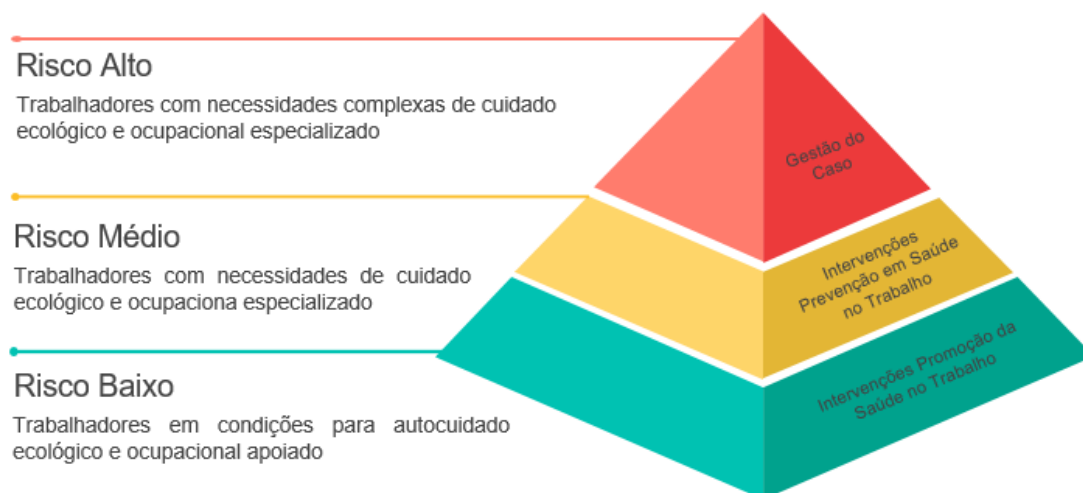 Risco Alto
Trabalhadores com necessidades complexas de cuidado
ecológico e ocupacional especializado
Gestão do
Caso
Risco Médio
Trabalhadores com necessidades de cuidado
ecológico e ocupaciona especializado
Intervenções
Prevenção em Saúde
no Trabalho
Risco Baixo
Trabalhadores em condições para autocuidado
ecológico e ocupacional apoiado
Intervenções Promoção da
Saúde no Trabalho